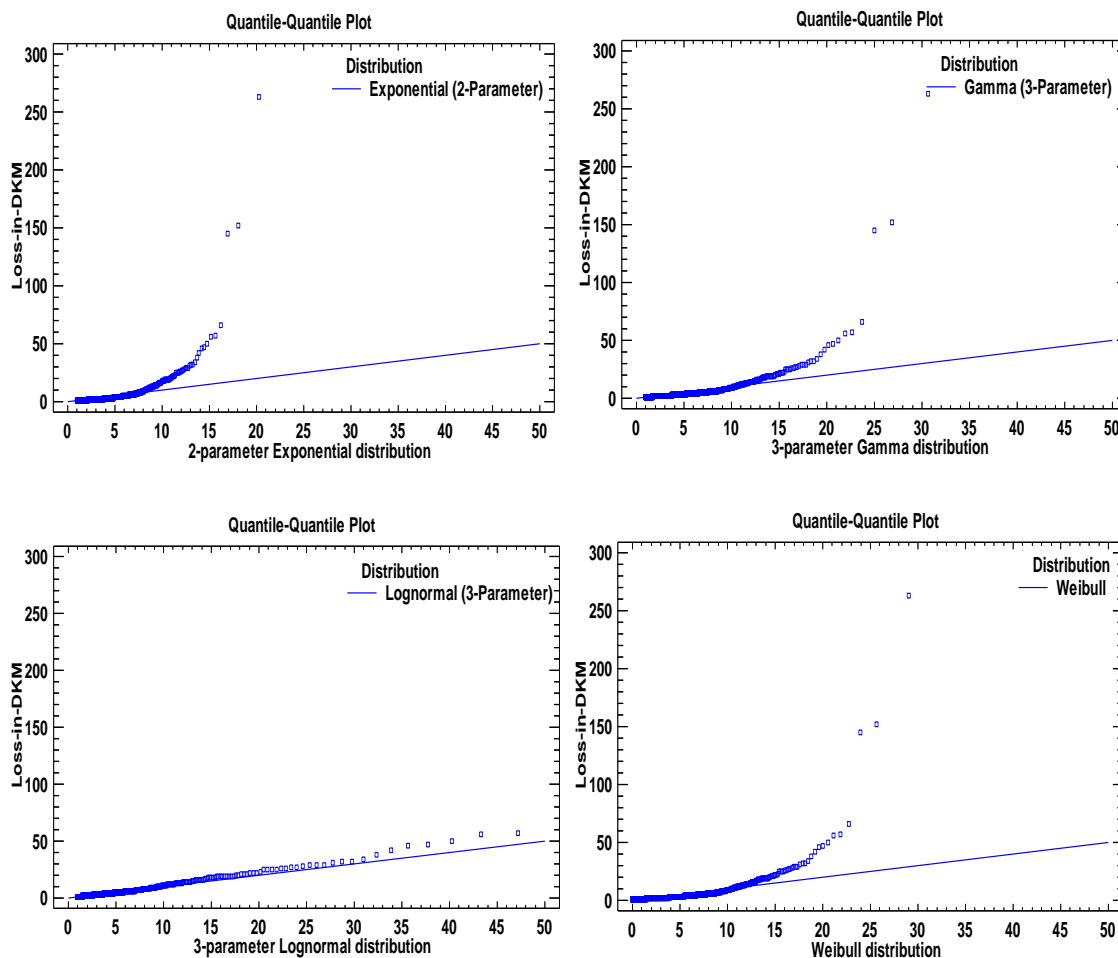 Quantile-Quantile Plot
Distribution
Exponential (2-Parameter)
Loss-in-DKM
300
250
200
150
100
50
0
0 5 10 15 20 25 30 35 40 45 50
2-parameter Exponential distribution
Quantile-Quantile Plot
Distribution
Gamma (3-Parameter)
Loss-in-DKM
300
250
200
150
100
50
0
0 5 10 15 20 25 30 35 40 45 50
3-parameter Gamma distribution
Quantile-Quantile Plot
Distribution
Lognormal (3-Parameter)
Loss-in-DKM
300
250
200
150
100
50
0
0 5 10 15 20 25 30 35 40 45 50
3-parameter Lognormal distribution
Quantile-Quantile Plot
Distribution
Weibull
Loss-in-DKM
300
250
200
150
100
50
0
0 5 10 15 20 25 30 35 40 45 50
Weibull distribution